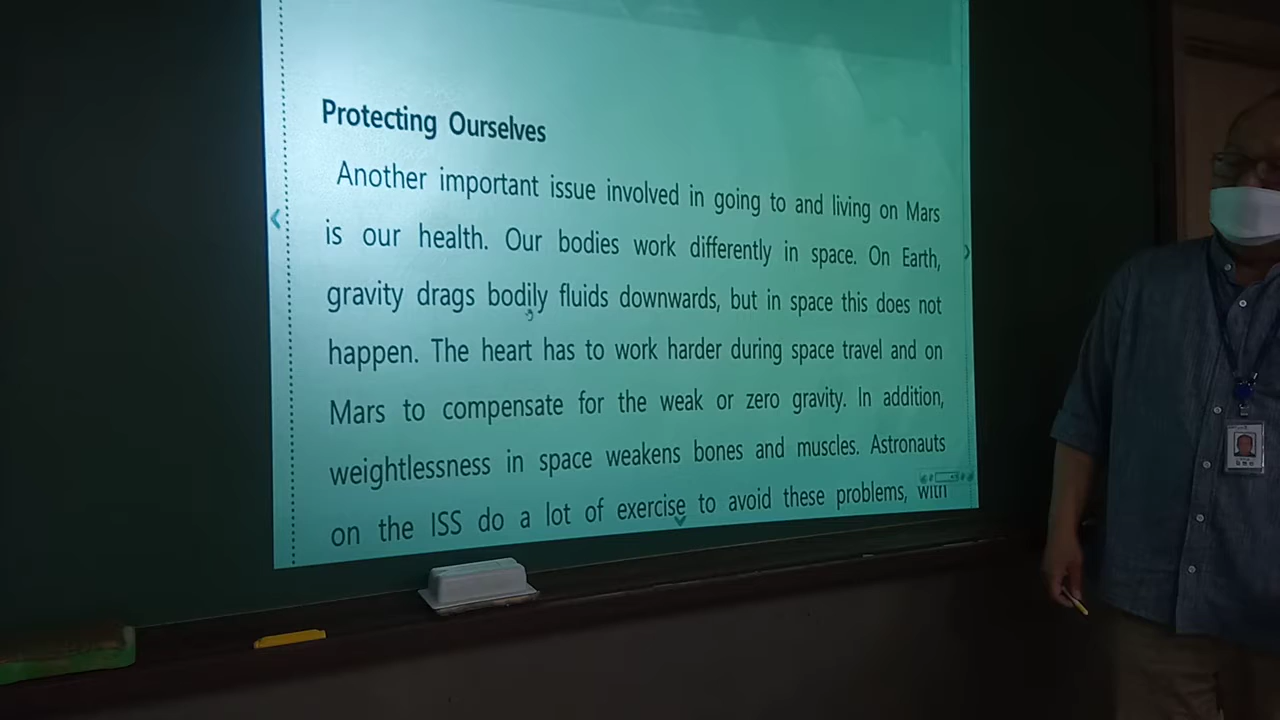 Protecting Ourselves
Another important issue involved in going to and living on Mars
is our health. Our bodies work differently in space. On Earth,
gravity drags bodily fluids downwards, but in space this does not
happen. The heart has to work harder during space travel and on
Mars to compensate for the weak or zero gravity. In addition,
weightlessness in space weakens bones and muscles. Astronauts
on the ISS do a lot of exercise to avoid these problems, with